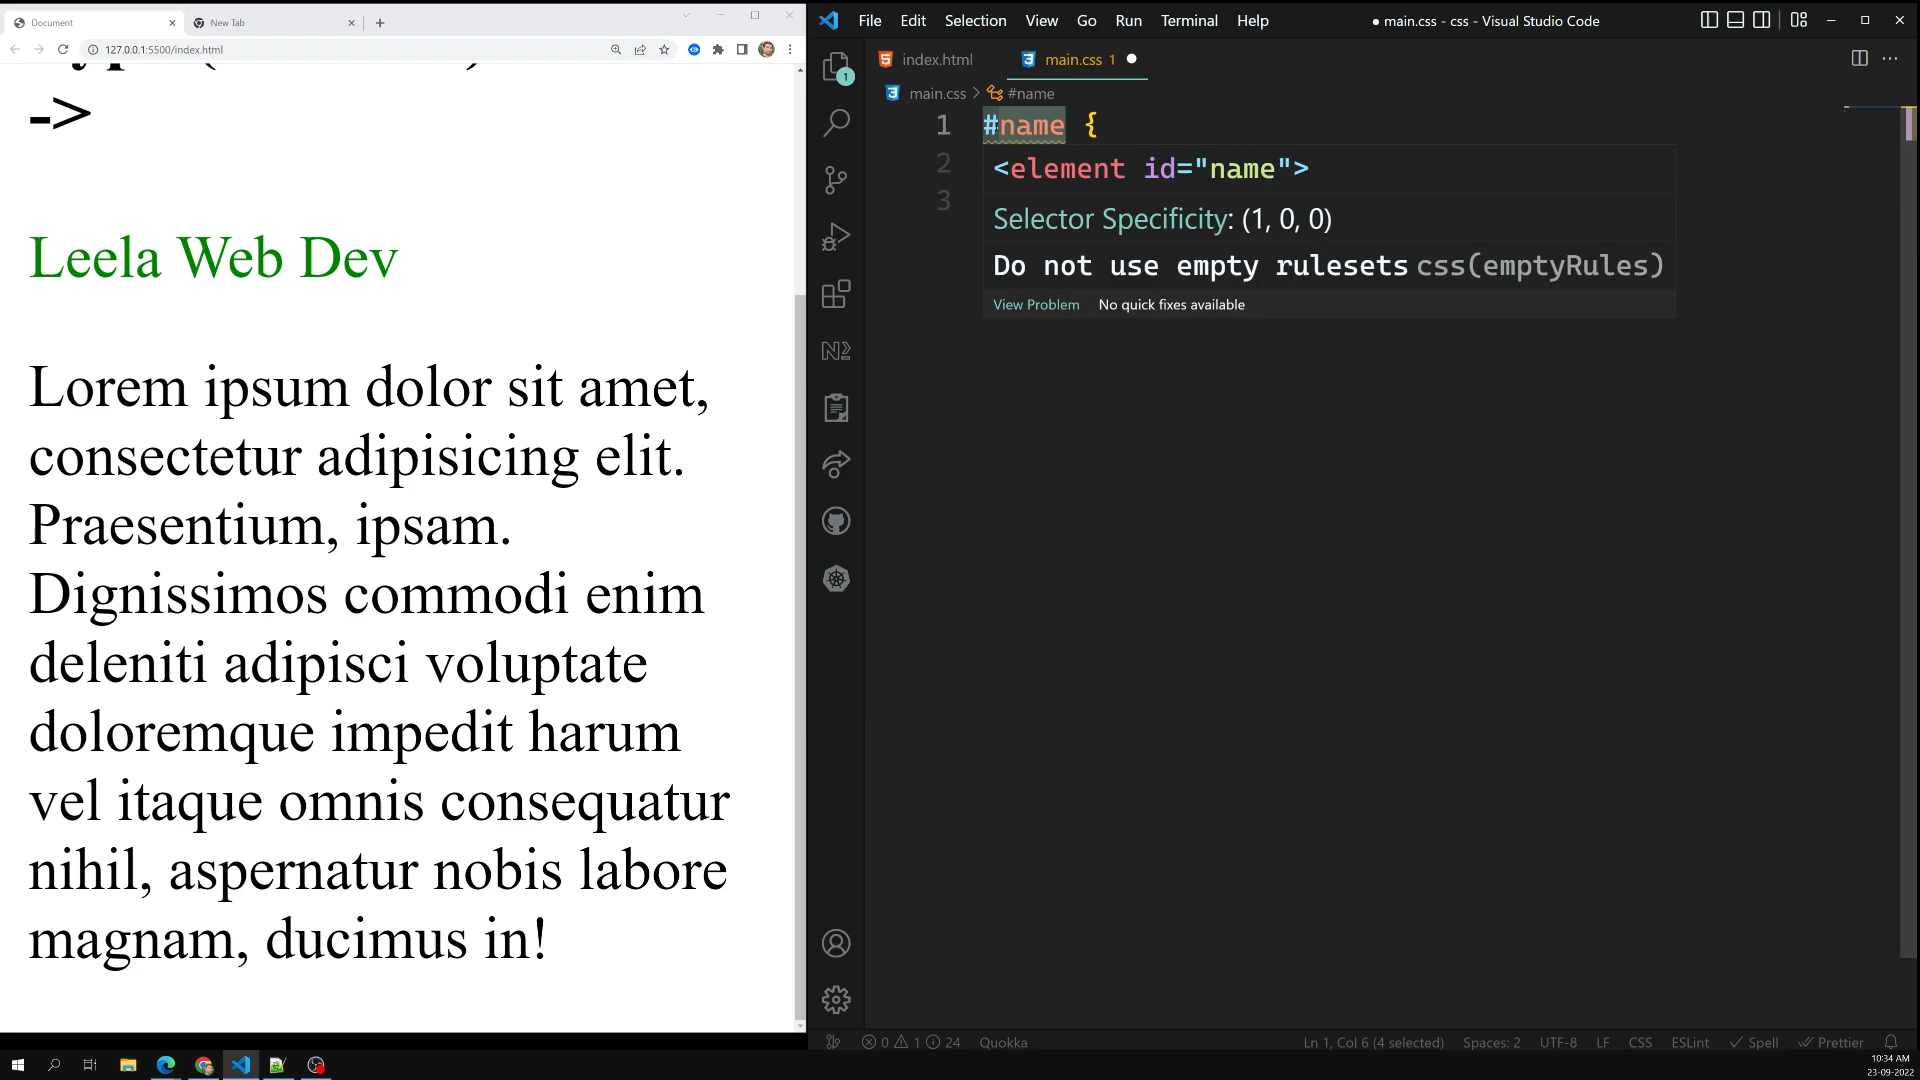 Document
New Tab
127.0.0.1:5500/index.html
->
Leela Web Dev
Lorem ipsum dolor sit amet,
consectetur adipisicing elit.
Praesentium, ipsam.
Dignissimos commodi enim
deleniti adipisci voluptate
doloremque impedit harum
vel itaque omnis consequatur
nihil, aspernatur nobis labore
magnam, ducimus in!
File Edit Selection View Go Run Terminal Help
● main.css - css - Visual Studio Code
index.html
main.css 1
main.css > #name
1 #name {
2
3
<element id="name">
Selector Specificity: (1, 0, 0)
Do not use empty rulesets css(emptyRules)
View Problem No quick fixes available
1
0 1 24 Quokka
Ln 1, Col 6 (4 selected) Spaces: 2 UTF-8 LF CSS ESLint Spell Prettier
10:34 AM
23-09-2022